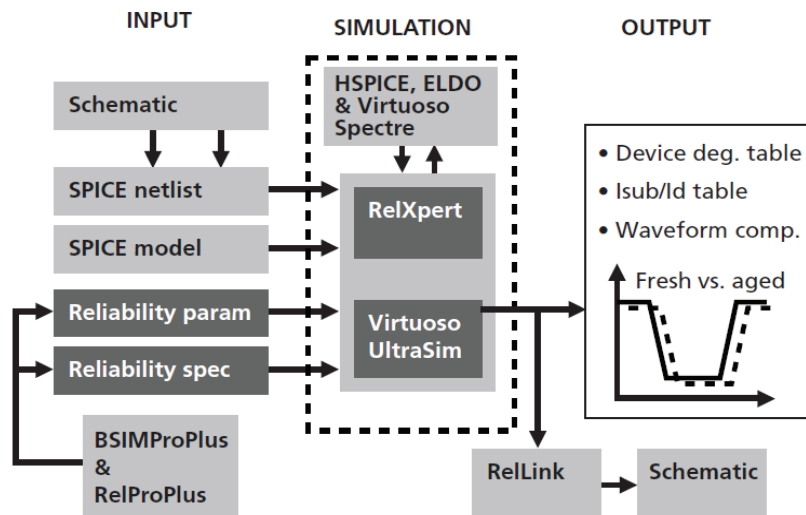 INPUT
SIMULATION
OUTPUT
Schematic
SPICE netlist
SPICE model
Reliability param
Reliability spec
BSIMProPlus
&
RelProPlus
HSPICE, ELDO
& Virtuoso
Spectre
RelXpert
Virtuoso
UltraSim
• Device deg. table
• Isub/Id table
• Waveform comp.
Fresh vs. aged
RelLink
Schematic